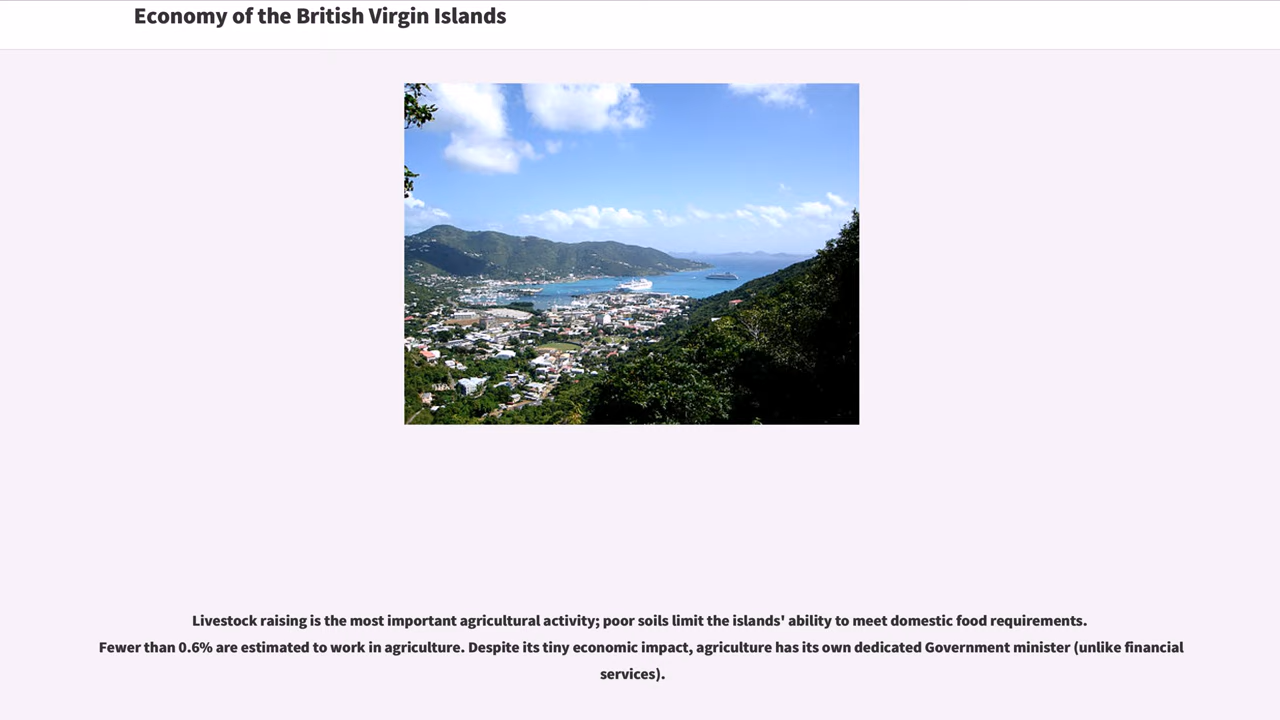 Economy of the British Virgin Islands
Livestock raising is the most important agricultural activity; poor soils limit the islands' ability to meet domestic food requirements.
Fewer than 0.6% are estimated to work in agriculture. Despite its tiny economic impact, agriculture has its own dedicated Government minister (unlike financial
services).